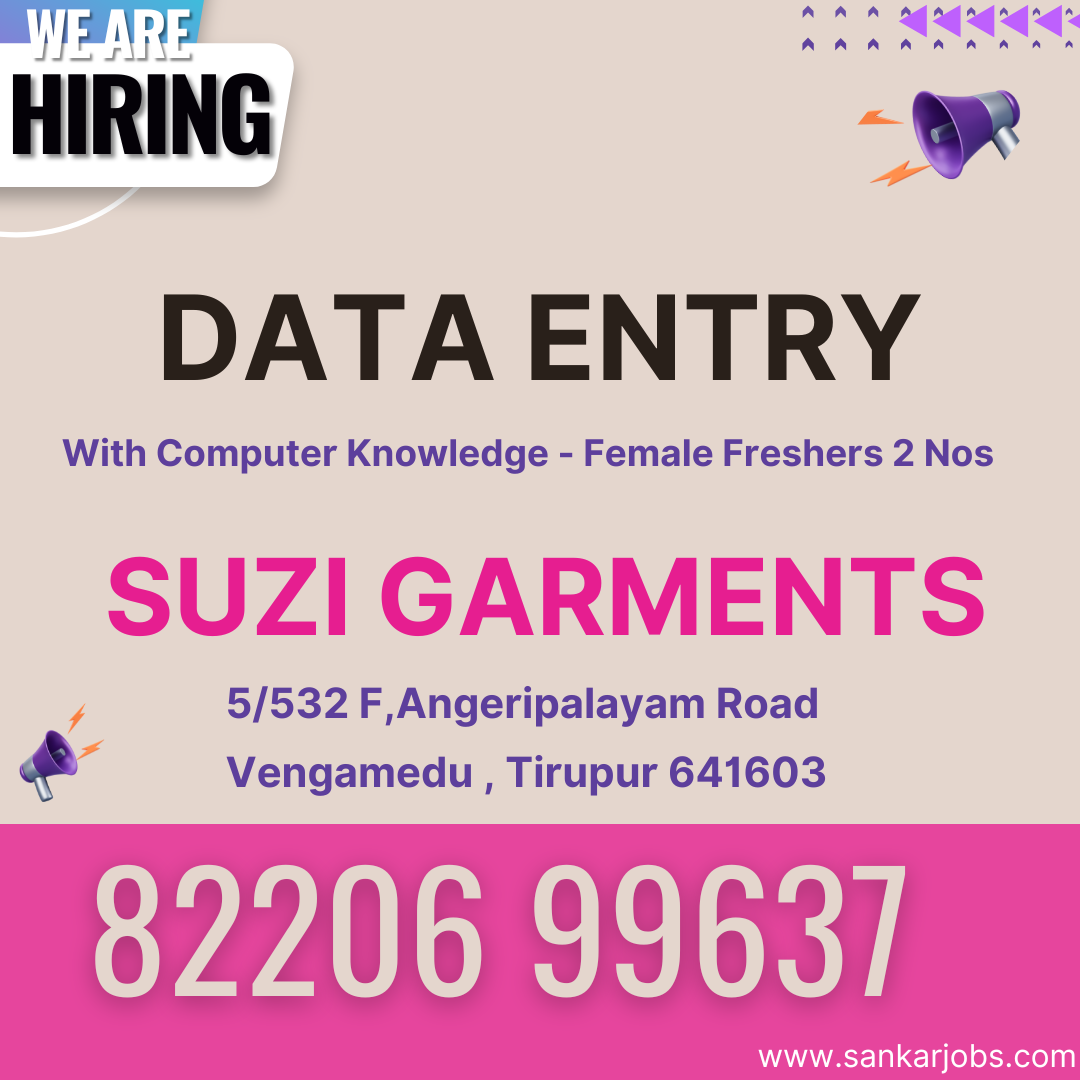 WE ARE
HIRING
DATA ENTRY
With Computer Knowledge - Female Freshers 2 Nos
SUZI GARMENTS
5/532 F,Angeripalayam Road
Vengamedu , Tirupur 641603
82206 99637
www.sankarjobs.com